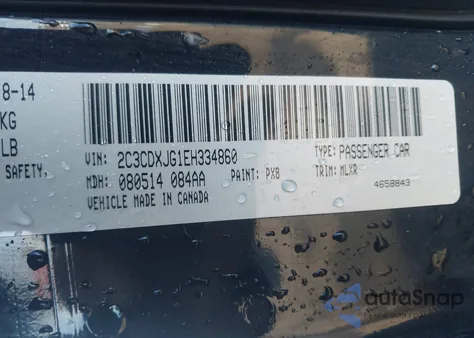 8-14
KG
LB
SAFETY,
VIN: 2C3CDXJG1EH334860
TYPE: PASSENGER CAR
MDH: 080514 084AA
PAINT: PX8
TRIM: MLXR
VEHICLE MADE IN CANADA
4658843
autoSnap